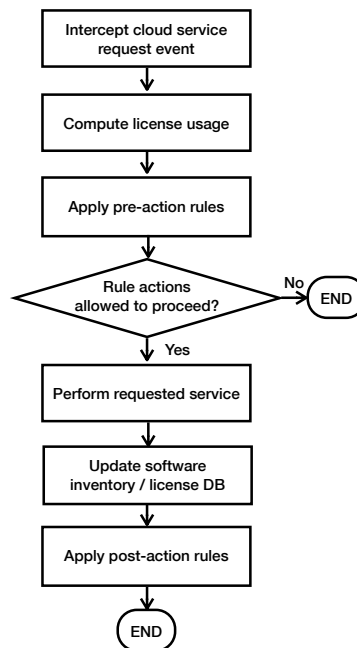 Intercept cloud service
request event
Compute license usage
Apply pre-action rules
Rule actions
allowed to proceed?
No
END
Yes
Perform requested service
Update software
inventory / license DB
Apply post-action rules
END